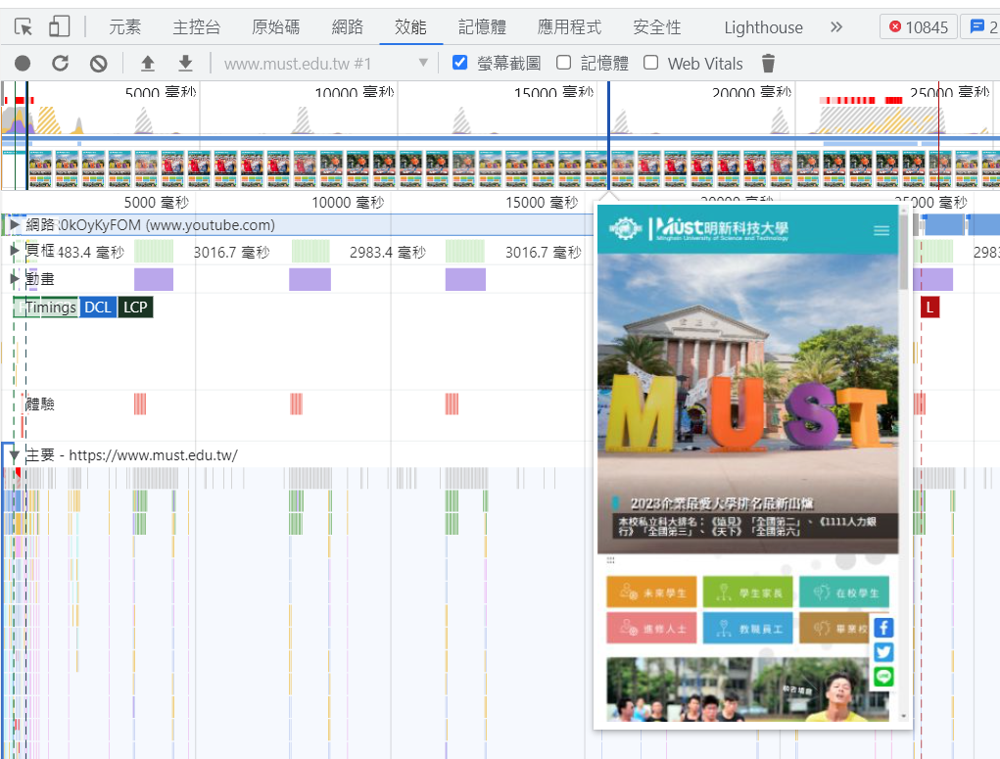 元素 主控台 原始碼 網路 效能 記憶體 應用程式 安全性 Lighthouse 10845 2
www.must.edu.tw #1 螢幕截圖 記憶體 Web Vitals
5000 毫秒 10000 毫秒 15000 毫秒 20000 毫秒 25000 毫秒
5000 毫秒 10000 毫秒 15000 毫秒 20000 毫秒 25000 毫秒
網路 :0kOyKyFOM (www.youtube.com)
頁框 483.4 毫秒 3016.7 毫秒 2983.4 毫秒 3016.7 毫秒 2983
動畫
Timings DCL LCP L
體驗
主要 - https://www.must.edu.tw/
Must明新科技大學
Minghsin University of Science and Technology
MUST
2023企業最愛大學排名最新出爐
本校私立科大排名：《遠見》「全國第二」、《1111人力銀
行》「全國第三」、《天下》「全國第六」
:::
未來學生 學生家長 在校學生
進修人士 教職員工 畢業校